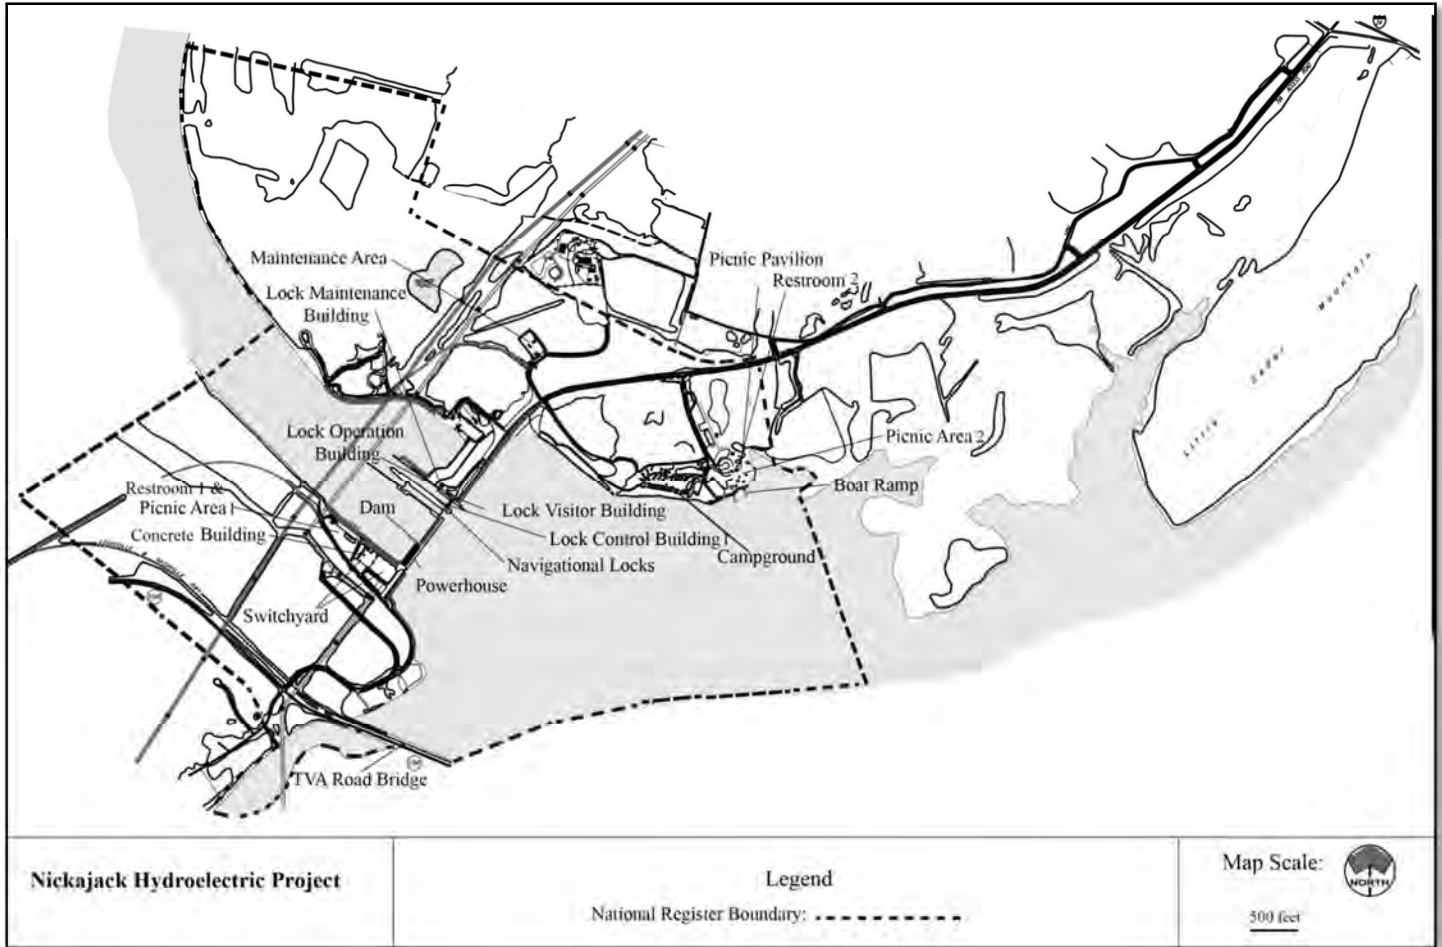 Maintenance Area
Lock Maintenance
Building
Picnic Pavilion
Restroom 2
Lock Operation
Building
Picnic Area 2
Boat Ramp
Restroom 1 &
Picnic Area 1
Dam
Concrete Building
Lock Visitor Building
Lock Control Building
Campground
Navigational Locks
Powerhouse
Switchyard
TVA Road Bridge
Little Cedar Mountain
Nickajack Hydroelectric Project
Legend
National Register Boundary:
Map Scale:
500 feet
NORTH